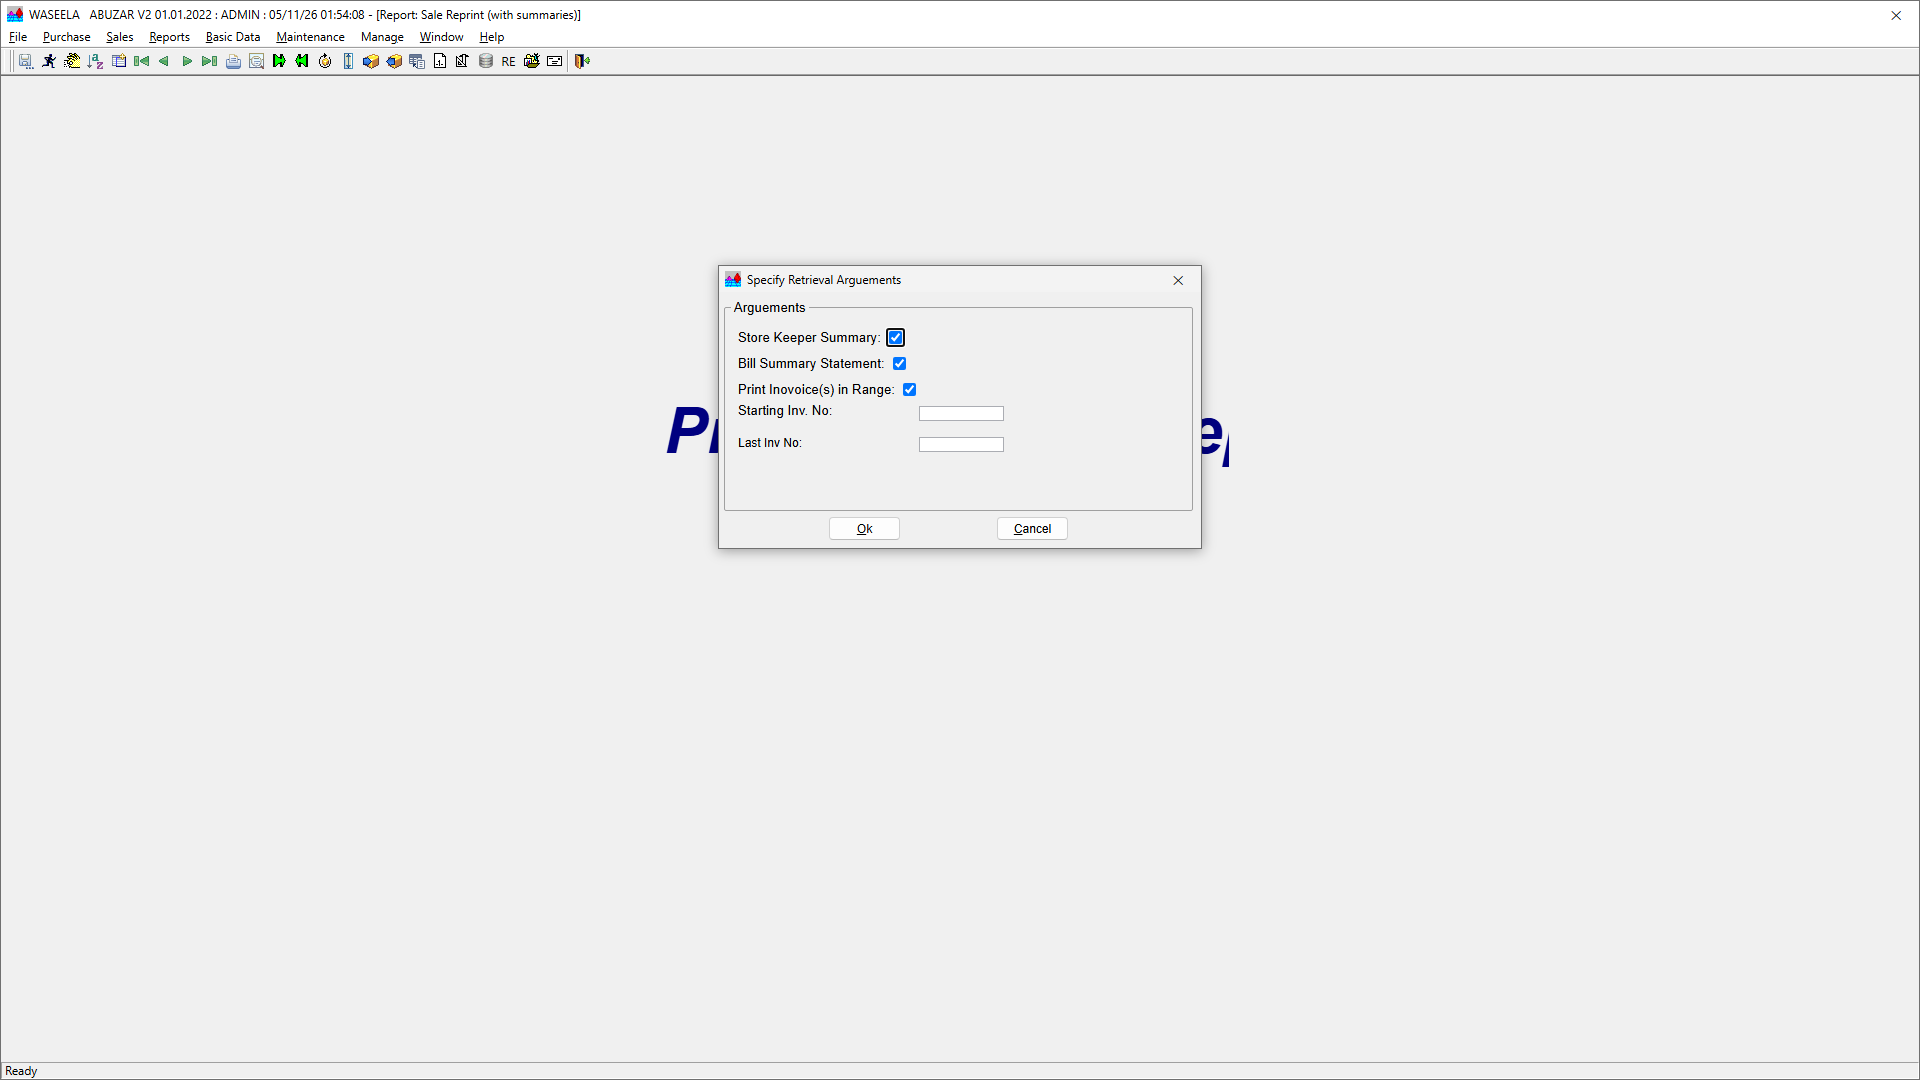 WASEELA   ABUZAR V2 01.01.2022 : ADMIN : 05/11/26 01:54:08 - [Report: Sale Reprint (with summaries)]
File Purchase Sales Reports Basic Data Maintenance Manage Window Help
RE
Specify Retrieval Arguements
Arguements
Store Keeper Summary:
Bill Summary Statement:
Print Inovoice(s) in Range:
Starting Inv. No:
Last Inv No:
Ok Cancel
Ready